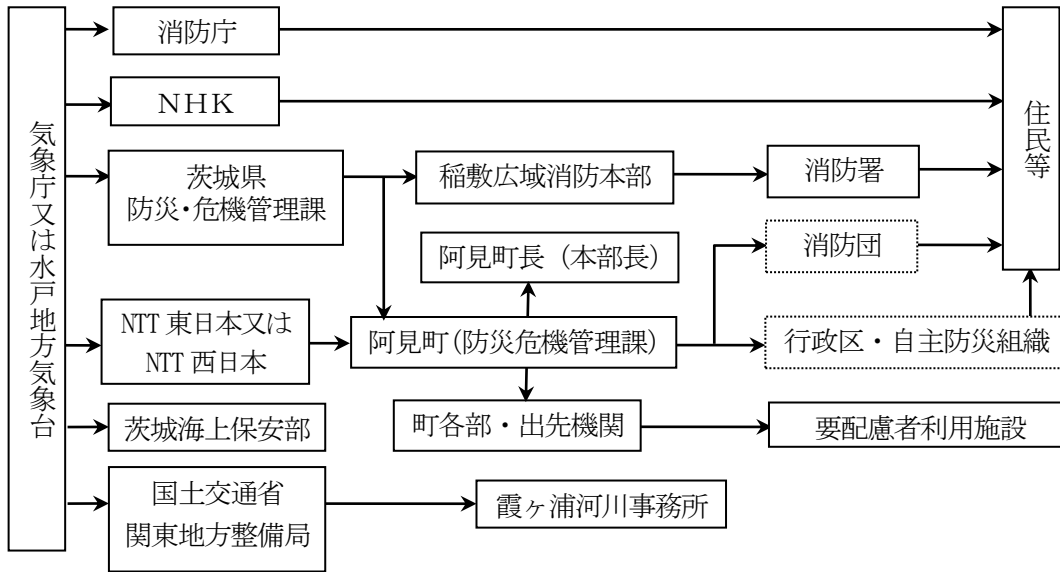 気象庁又は水戸地方気象台
消防庁
ＮＨＫ
茨城県
防災・危機管理課
稲敷広域消防本部
消防署
住民等
阿見町長（本部長）
消防団
NTT 東日本又は
NTT 西日本
阿見町(防災危機管理課)
行政区・自主防災組織
茨城海上保安部
町各部・出先機関
要配慮者利用施設
国土交通省
関東地方整備局
霞ヶ浦河川事務所